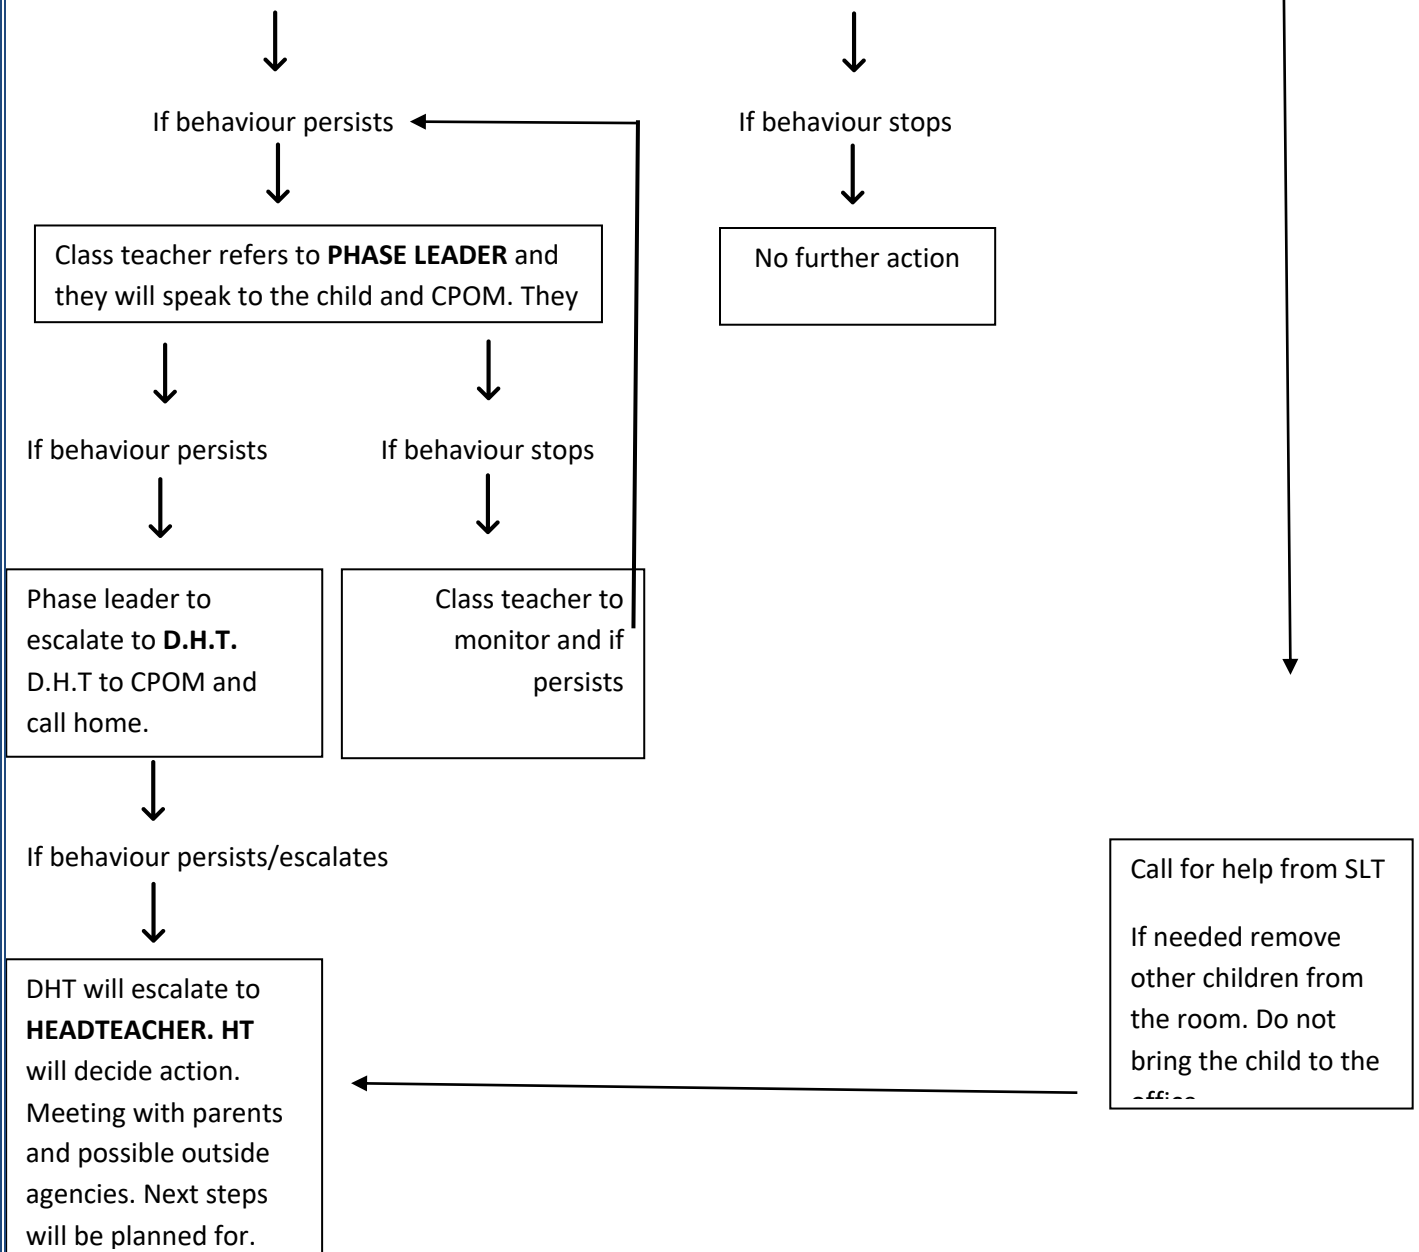 If behaviour persists
If behaviour stops
Class teacher refers to PHASE LEADER and
they will speak to the child and CPOM. They
No further action
If behaviour persists
If behaviour stops
Phase leader to
escalate to D.H.T.
D.H.T to CPOM and
call home.
Class teacher to
monitor and if
persists
If behaviour persists/escalates
Call for help from SLT
If needed remove
other children from
the room. Do not
bring the child to the
DHT will escalate to
HEADTEACHER. HT
will decide action.
Meeting with parents
and possible outside
agencies. Next steps
will be planned for.